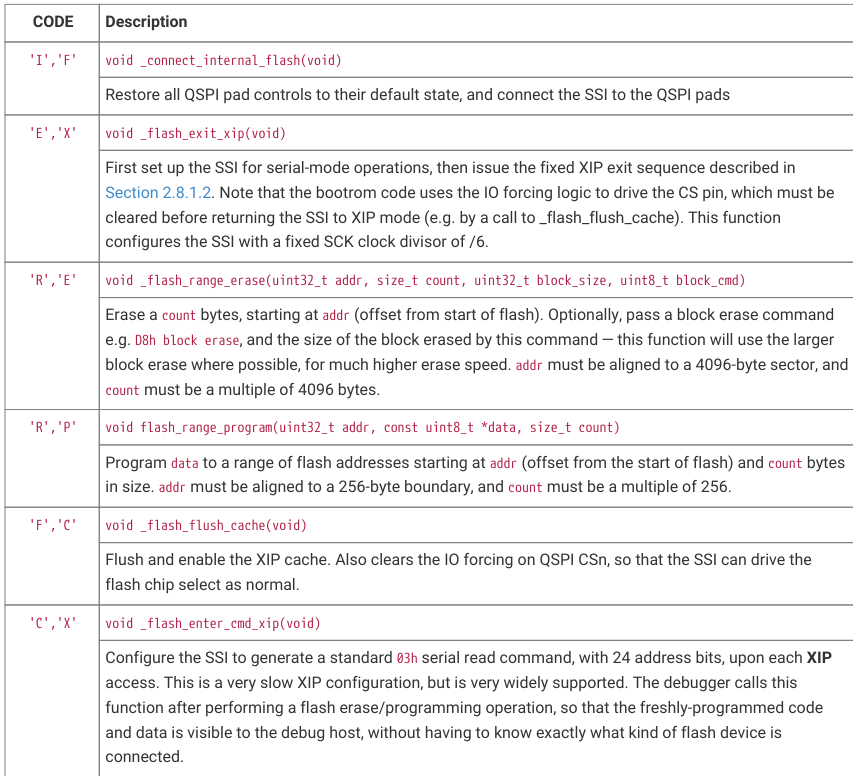 CODE Description
'I','F' void _connect_internal_flash(void)
Restore all QSPI pad controls to their default state, and connect the SSI to the QSPI pads
'E','X' void _flash_exit_xip(void)
First set up the SSI for serial-mode operations, then issue the fixed XIP exit sequence described in
Section 2.8.1.2. Note that the bootrom code uses the IO forcing logic to drive the CS pin, which must be
cleared before returning the SSI to XIP mode (e.g. by a call to _flash_flush_cache). This function
configures the SSI with a fixed SCK clock divisor of /6.
'R','E' void _flash_range_erase(uint32_t addr, size_t count, uint32_t block_size, uint8_t block_cmd)
Erase a count bytes, starting at addr (offset from start of flash). Optionally, pass a block erase command
e.g. D8h block erase, and the size of the block erased by this command — this function will use the larger
block erase where possible, for much higher erase speed. addr must be aligned to a 4096-byte sector, and
count must be a multiple of 4096 bytes.
'R','P' void flash_range_program(uint32_t addr, const uint8_t *data, size_t count)
Program data to a range of flash addresses starting at addr (offset from the start of flash) and count bytes
in size. addr must be aligned to a 256-byte boundary, and count must be a multiple of 256.
'F','C' void _flash_flush_cache(void)
Flush and enable the XIP cache. Also clears the IO forcing on QSPI CSn, so that the SSI can drive the
flash chip select as normal.
'C','X' void _flash_enter_cmd_xip(void)
Configure the SSI to generate a standard 03h serial read command, with 24 address bits, upon each XIP
access. This is a very slow XIP configuration, but is very widely supported. The debugger calls this
function after performing a flash erase/programming operation, so that the freshly-programmed code
and data is visible to the debug host, without having to know exactly what kind of flash device is
connected.